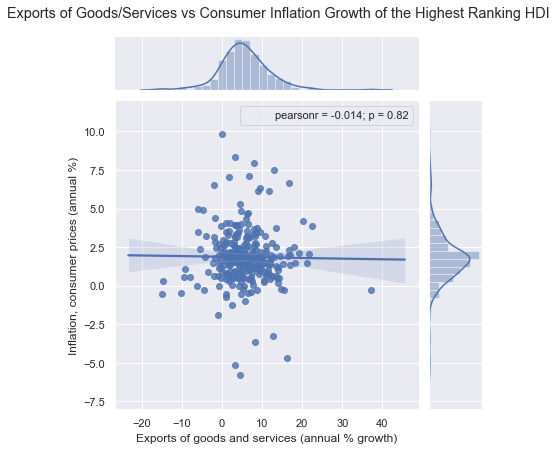 Exports of Goods/Services vs Consumer Inflation Growth of the Highest Ranking HDI
pearsonr = -0.014; p = 0.82
Inflation, consumer prices (annual %)
10.0
7.5
5.0
2.5
0.0
−2.5
−5.0
−7.5
−20 −10 0 10 20 30 40
Exports of goods and services (annual % growth)